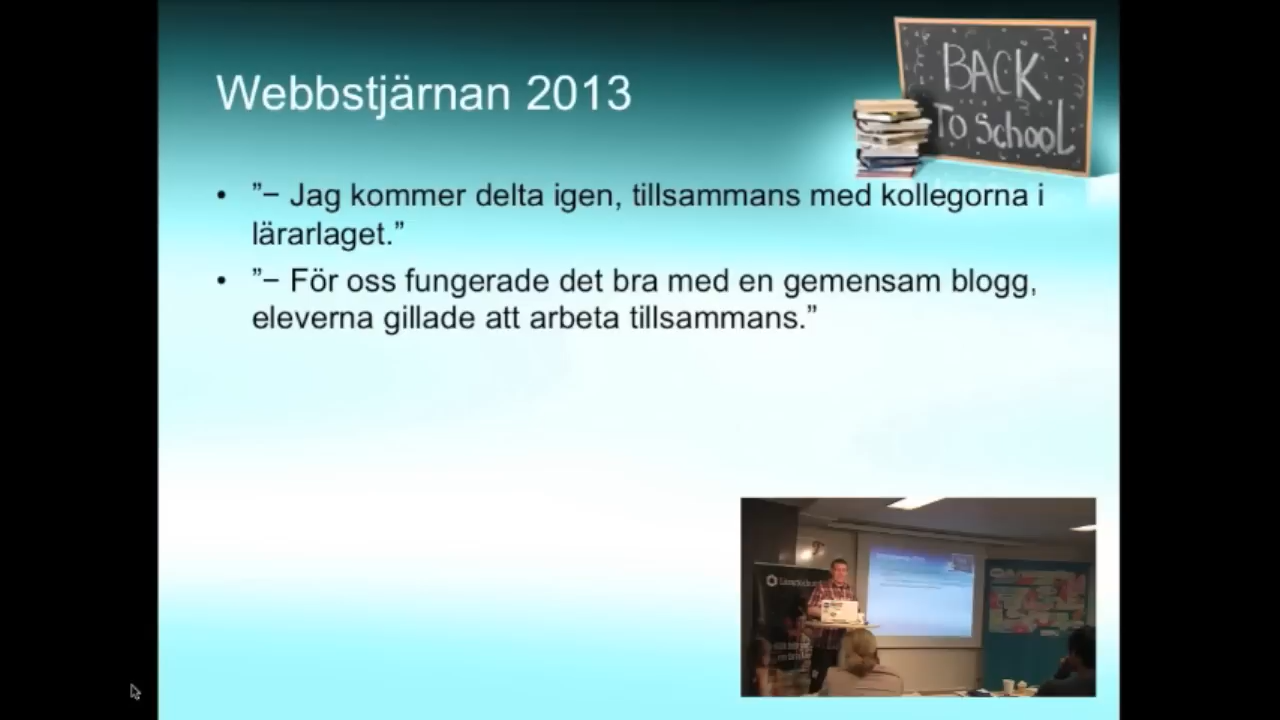 Webbstjärnan 2013
BACK
To School
• ”– Jag kommer delta igen, tillsammans med kollegorna i
lärarlaget.”
• ”– För oss fungerade det bra med en gemensam blogg,
eleverna gillade att arbeta tillsammans.”